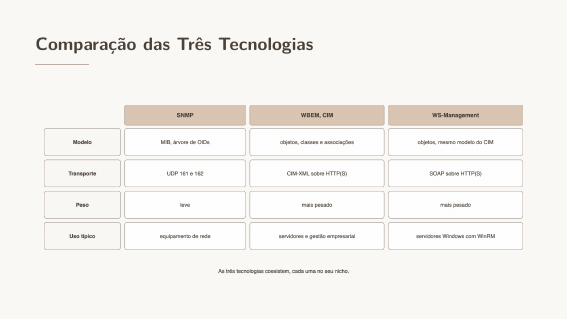 Comparação das Três Tecnologias
SNMP WBEM, CIM WS-Management
Modelo MIB, árvore de OIDs objetos, classes e associações objetos, mesmo modelo do CIM
Transporte UDP 161 e 162 CIM-XML sobre HTTP(S) SOAP sobre HTTP(S)
Peso leve mais pesado mais pesado
Uso típico equipamento de rede servidores e gestão empresarial servidores Windows com WinRM
As três tecnologias coexistem, cada uma no seu nicho.